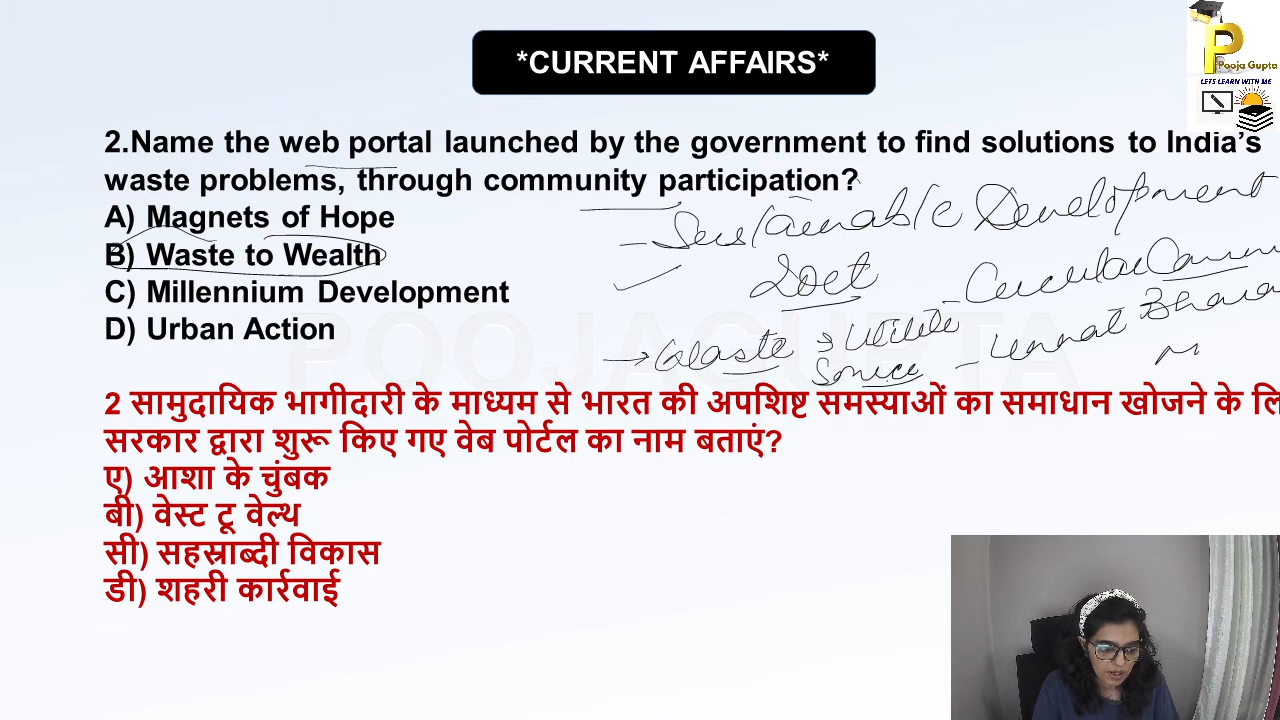 *CURRENT AFFAIRS*
P
Pooja Gupta
LETS LEARN WITH ME
2.Name the web portal launched by the government to find solutions to India's
waste problems, through community participation?
A) Magnets of Hope
B) Waste to Wealth
C) Millennium Development
D) Urban Action
Sustainable Development
Circular
Waste
Unnat
POOJA GUPTA
2 सामुदायिक भागीदारी के माध्यम से भारत की अपशिष्ट समस्याओं का समाधान खोजने के लि
सरकार द्वारा शुरू किए गए वेब पोर्टल का नाम बताएं?
ए) आशा के चुंबक
बी) वेस्ट टू वेल्थ
सी) सहस्राब्दी विकास
डी) शहरी कार्रवाई